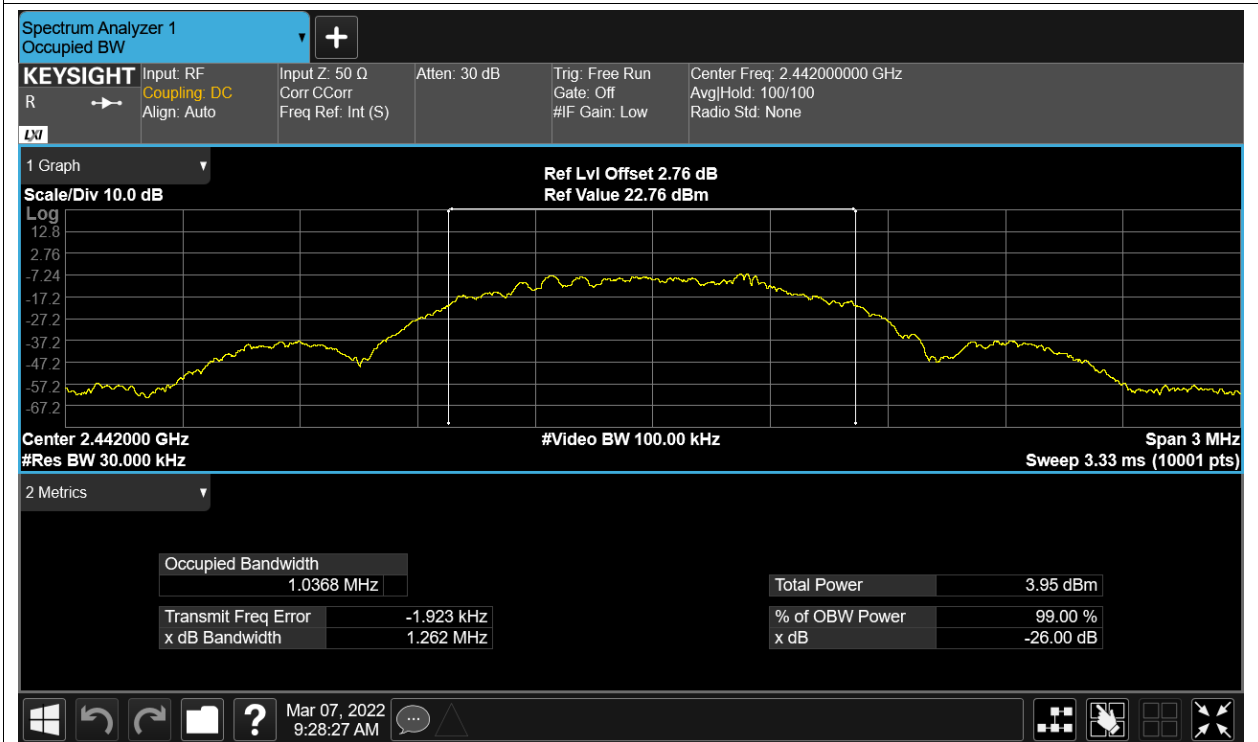 Spectrum Analyzer 1
Occupied BW
+
KEYSIGHT Input: RF Input Z: 50 Ω Atten: 30 dB Trig: Free Run Center Freq: 2.442000000 GHz
R Coupling: DC Corr CCorr Gate: Off Avg|Hold: 100/100
Align: Auto Freq Ref: Int (S) #IF Gain: Low Radio Std: None
LXI
1 Graph
Ref Lvl Offset 2.76 dB
Scale/Div 10.0 dB Ref Value 22.76 dBm
Log
12.8
2.76
-7.24
-17.2
-27.2
-37.2
-47.2
-57.2
-67.2
Center 2.442000 GHz #Video BW 100.00 kHz Span 3 MHz
#Res BW 30.000 kHz Sweep 3.33 ms (10001 pts)
2 Metrics
Occupied Bandwidth
1.0368 MHz Total Power 3.95 dBm
Transmit Freq Error -1.923 kHz % of OBW Power 99.00 %
x dB Bandwidth 1.262 MHz x dB -26.00 dB
? Mar 07, 2022
9:28:27 AM